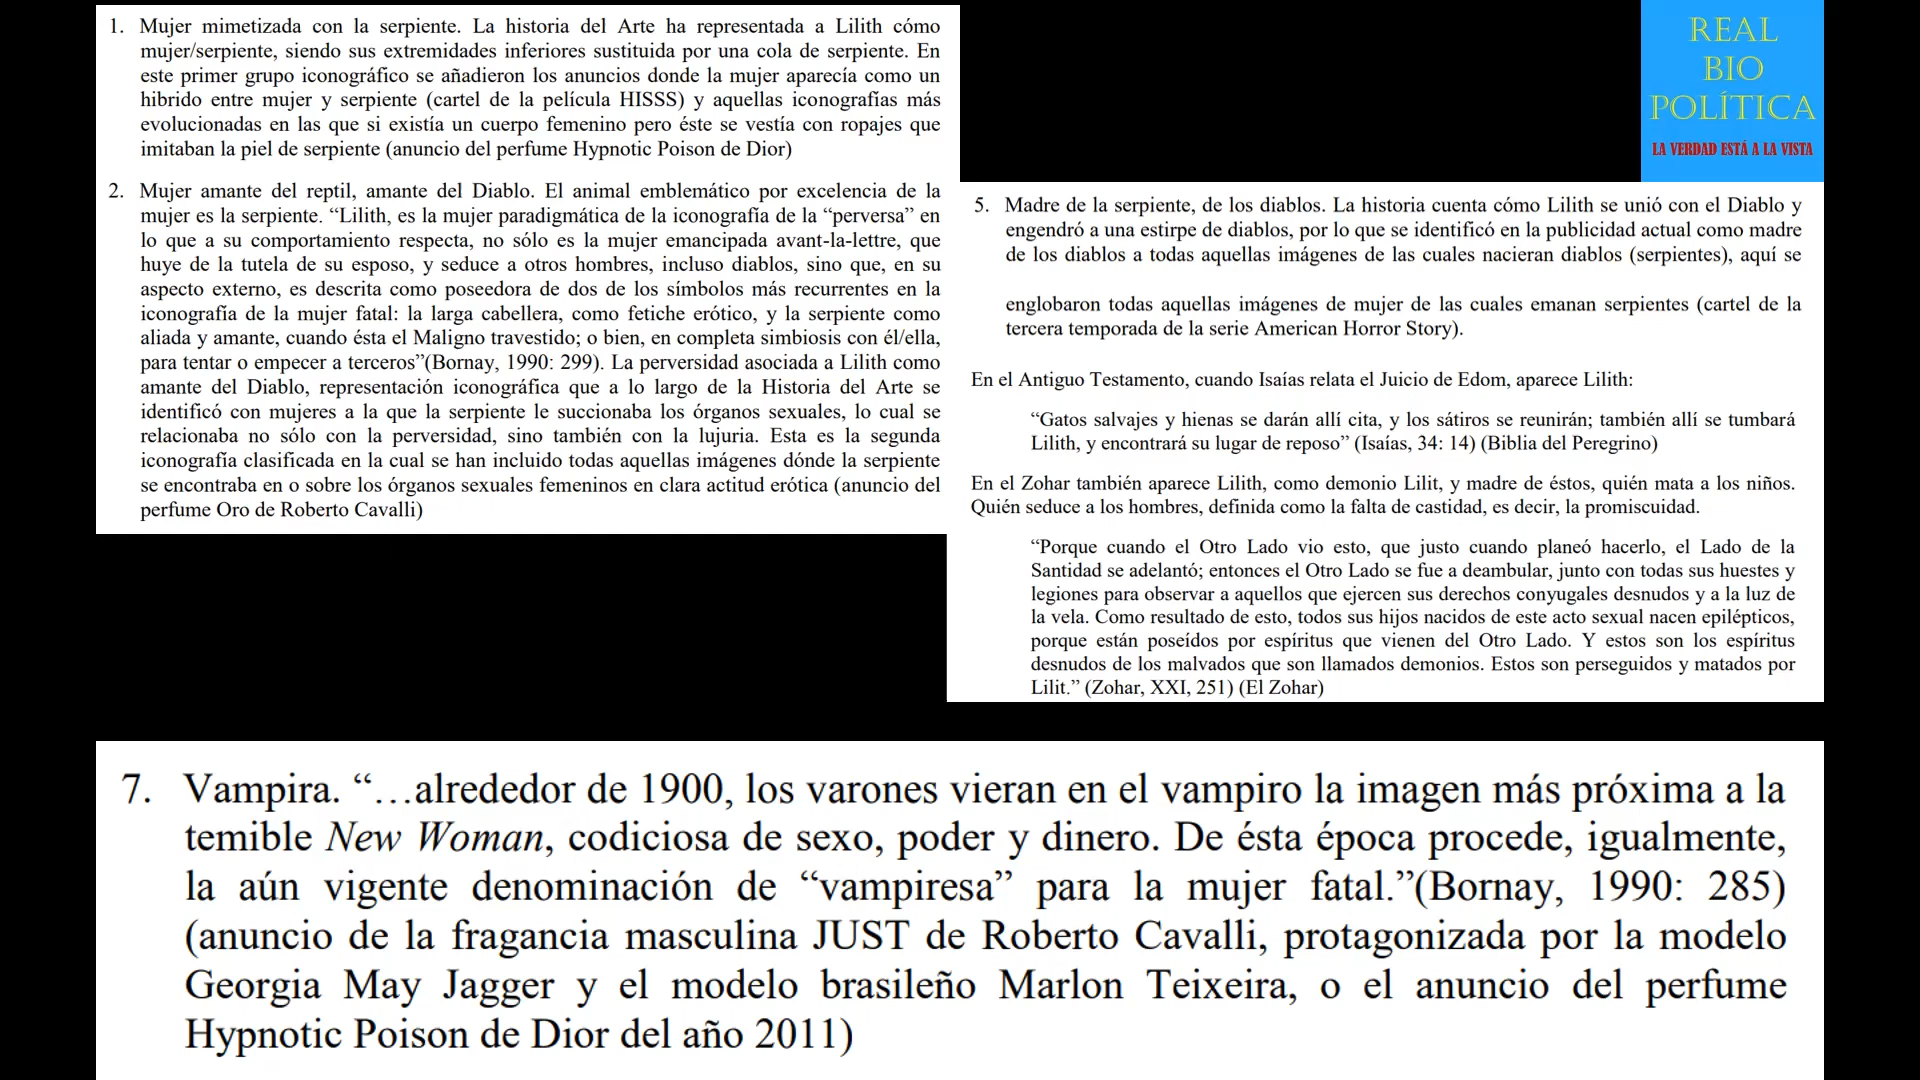 1. Mujer mimetizada con la serpiente. La historia del Arte ha representada a Lilith cómo
mujer/serpiente, siendo sus extremidades inferiores sustituida por una cola de serpiente. En
este primer grupo iconográfico se añadieron los anuncios donde la mujer aparecía como un
hibrido entre mujer y serpiente (cartel de la película HISSS) y aquellas iconografías más
evolucionadas en las que si existía un cuerpo femenino pero éste se vestía con ropajes que
imitaban la piel de serpiente (anuncio del perfume Hypnotic Poison de Dior)
2. Mujer amante del reptil, amante del Diablo. El animal emblemático por excelencia de la
mujer es la serpiente. “Lilith, es la mujer paradigmática de la iconografía de la “perversa” en
lo que a su comportamiento respecta, no sólo es la mujer emancipada avant-la-lettre, que
huye de la tutela de su esposo, y seduce a otros hombres, incluso diablos, sino que, en su
aspecto externo, es descrita como poseedora de dos de los símbolos más recurrentes en la
iconografía de la mujer fatal: la larga cabellera, como fetiche erótico, y la serpiente como
aliada y amante, cuando ésta el Maligno travestido; o bien, en completa simbiosis con él/ella,
para tentar o empecer a terceros”(Bornay, 1990: 299). La perversidad asociada a Lilith como
amante del Diablo, representación iconográfica que a lo largo de la Historia del Arte se
identificó con mujeres a la que la serpiente le succionaba los órganos sexuales, lo cual se
relacionaba no sólo con la perversidad, sino también con la lujuria. Esta es la segunda
iconografía clasificada en la cual se han incluido todas aquellas imágenes dónde la serpiente
se encontraba en o sobre los órganos sexuales femeninos en clara actitud erótica (anuncio del
perfume Oro de Roberto Cavalli)
REAL
BIO
POLÍTICA
LA VERDAD ESTÁ A LA VISTA
5. Madre de la serpiente, de los diablos. La historia cuenta cómo Lilith se unió con el Diablo y
engendró a una estirpe de diablos, por lo que se identificó en la publicidad actual como madre
de los diablos a todas aquellas imágenes de las cuales nacieran diablos (serpientes), aquí se
englobaron todas aquellas imágenes de mujer de las cuales emanan serpientes (cartel de la
tercera temporada de la serie American Horror Story).
En el Antiguo Testamento, cuando Isaías relata el Juicio de Edom, aparece Lilith:
“Gatos salvajes y hienas se darán allí cita, y los sátiros se reunirán; también allí se tumbará
Lilith, y encontrará su lugar de reposo” (Isaías, 34: 14) (Biblia del Peregrino)
En el Zohar también aparece Lilith, como demonio Lilit, y madre de éstos, quién mata a los niños.
Quién seduce a los hombres, definida como la falta de castidad, es decir, la promiscuidad.
“Porque cuando el Otro Lado vio esto, que justo cuando planeó hacerlo, el Lado de la
Santidad se adelantó; entonces el Otro Lado se fue a deambular, junto con todas sus huestes y
legiones para observar a aquellos que ejercen sus derechos conyugales desnudos y a la luz de
la vela. Como resultado de esto, todos sus hijos nacidos de este acto sexual nacen epilépticos,
porque están poseídos por espíritus que vienen del Otro Lado. Y estos son los espíritus
desnudos de los malvados que son llamados demonios. Estos son perseguidos y matados por
Lilit.” (Zohar, XXI, 251) (El Zohar)
7. Vampira. “…alrededor de 1900, los varones vieran en el vampiro la imagen más próxima a la
temible New Woman, codiciosa de sexo, poder y dinero. De ésta época procede, igualmente,
la aún vigente denominación de “vampiresa” para la mujer fatal.”(Bornay, 1990: 285)
(anuncio de la fragancia masculina JUST de Roberto Cavalli, protagonizada por la modelo
Georgia May Jagger y el modelo brasileño Marlon Teixeira, o el anuncio del perfume
Hypnotic Poison de Dior del año 2011)